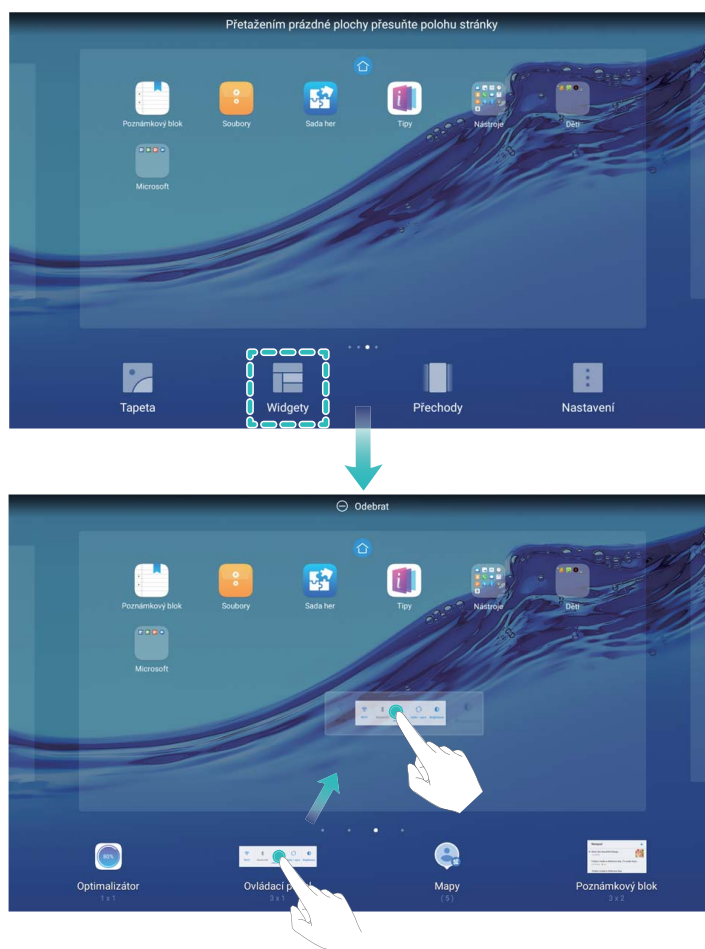 Přetažením prázdné plochy přesuňte polohu stránky
Poznámkový blok Soubory Sada her Tipy Nástroje Děti
Microsoft
Tapeta Widgety Přechody Nastavení
Odebrat
Poznámkový blok Soubory Sada her Tipy Nástroje Děti
Microsoft
Optimalizátor Ovládací Mapy Poznámkový blok
1 x 1 3 x 1 ( 5 ) 3 x 2